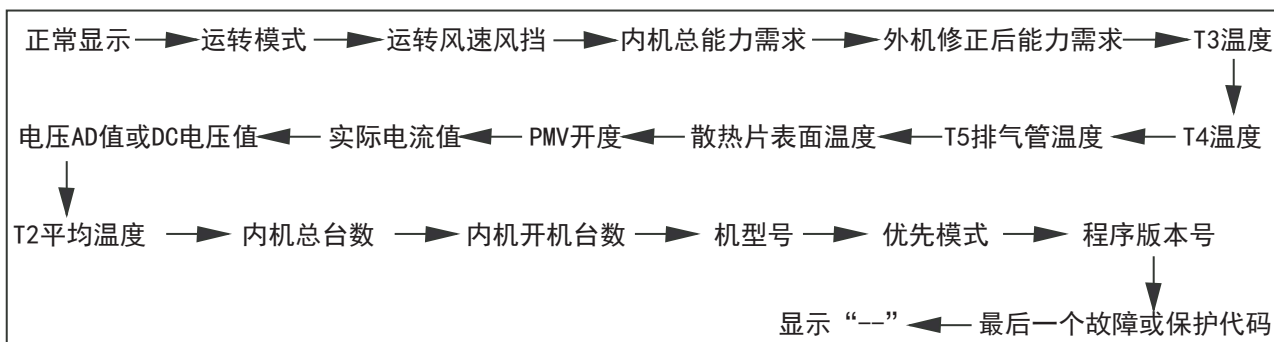 正常显示 运转模式 运转风速风挡 内机总能力需求 外机修正后能力需求 T3温度
电压AD值或DC电压值 实际电流值 PMV开度 散热片表面温度 T5排气管温度 T4温度
T2平均温度 内机总台数 内机开机台数 机型号 优先模式 程序版本号
显示“--” 最后一个故障或保护代码